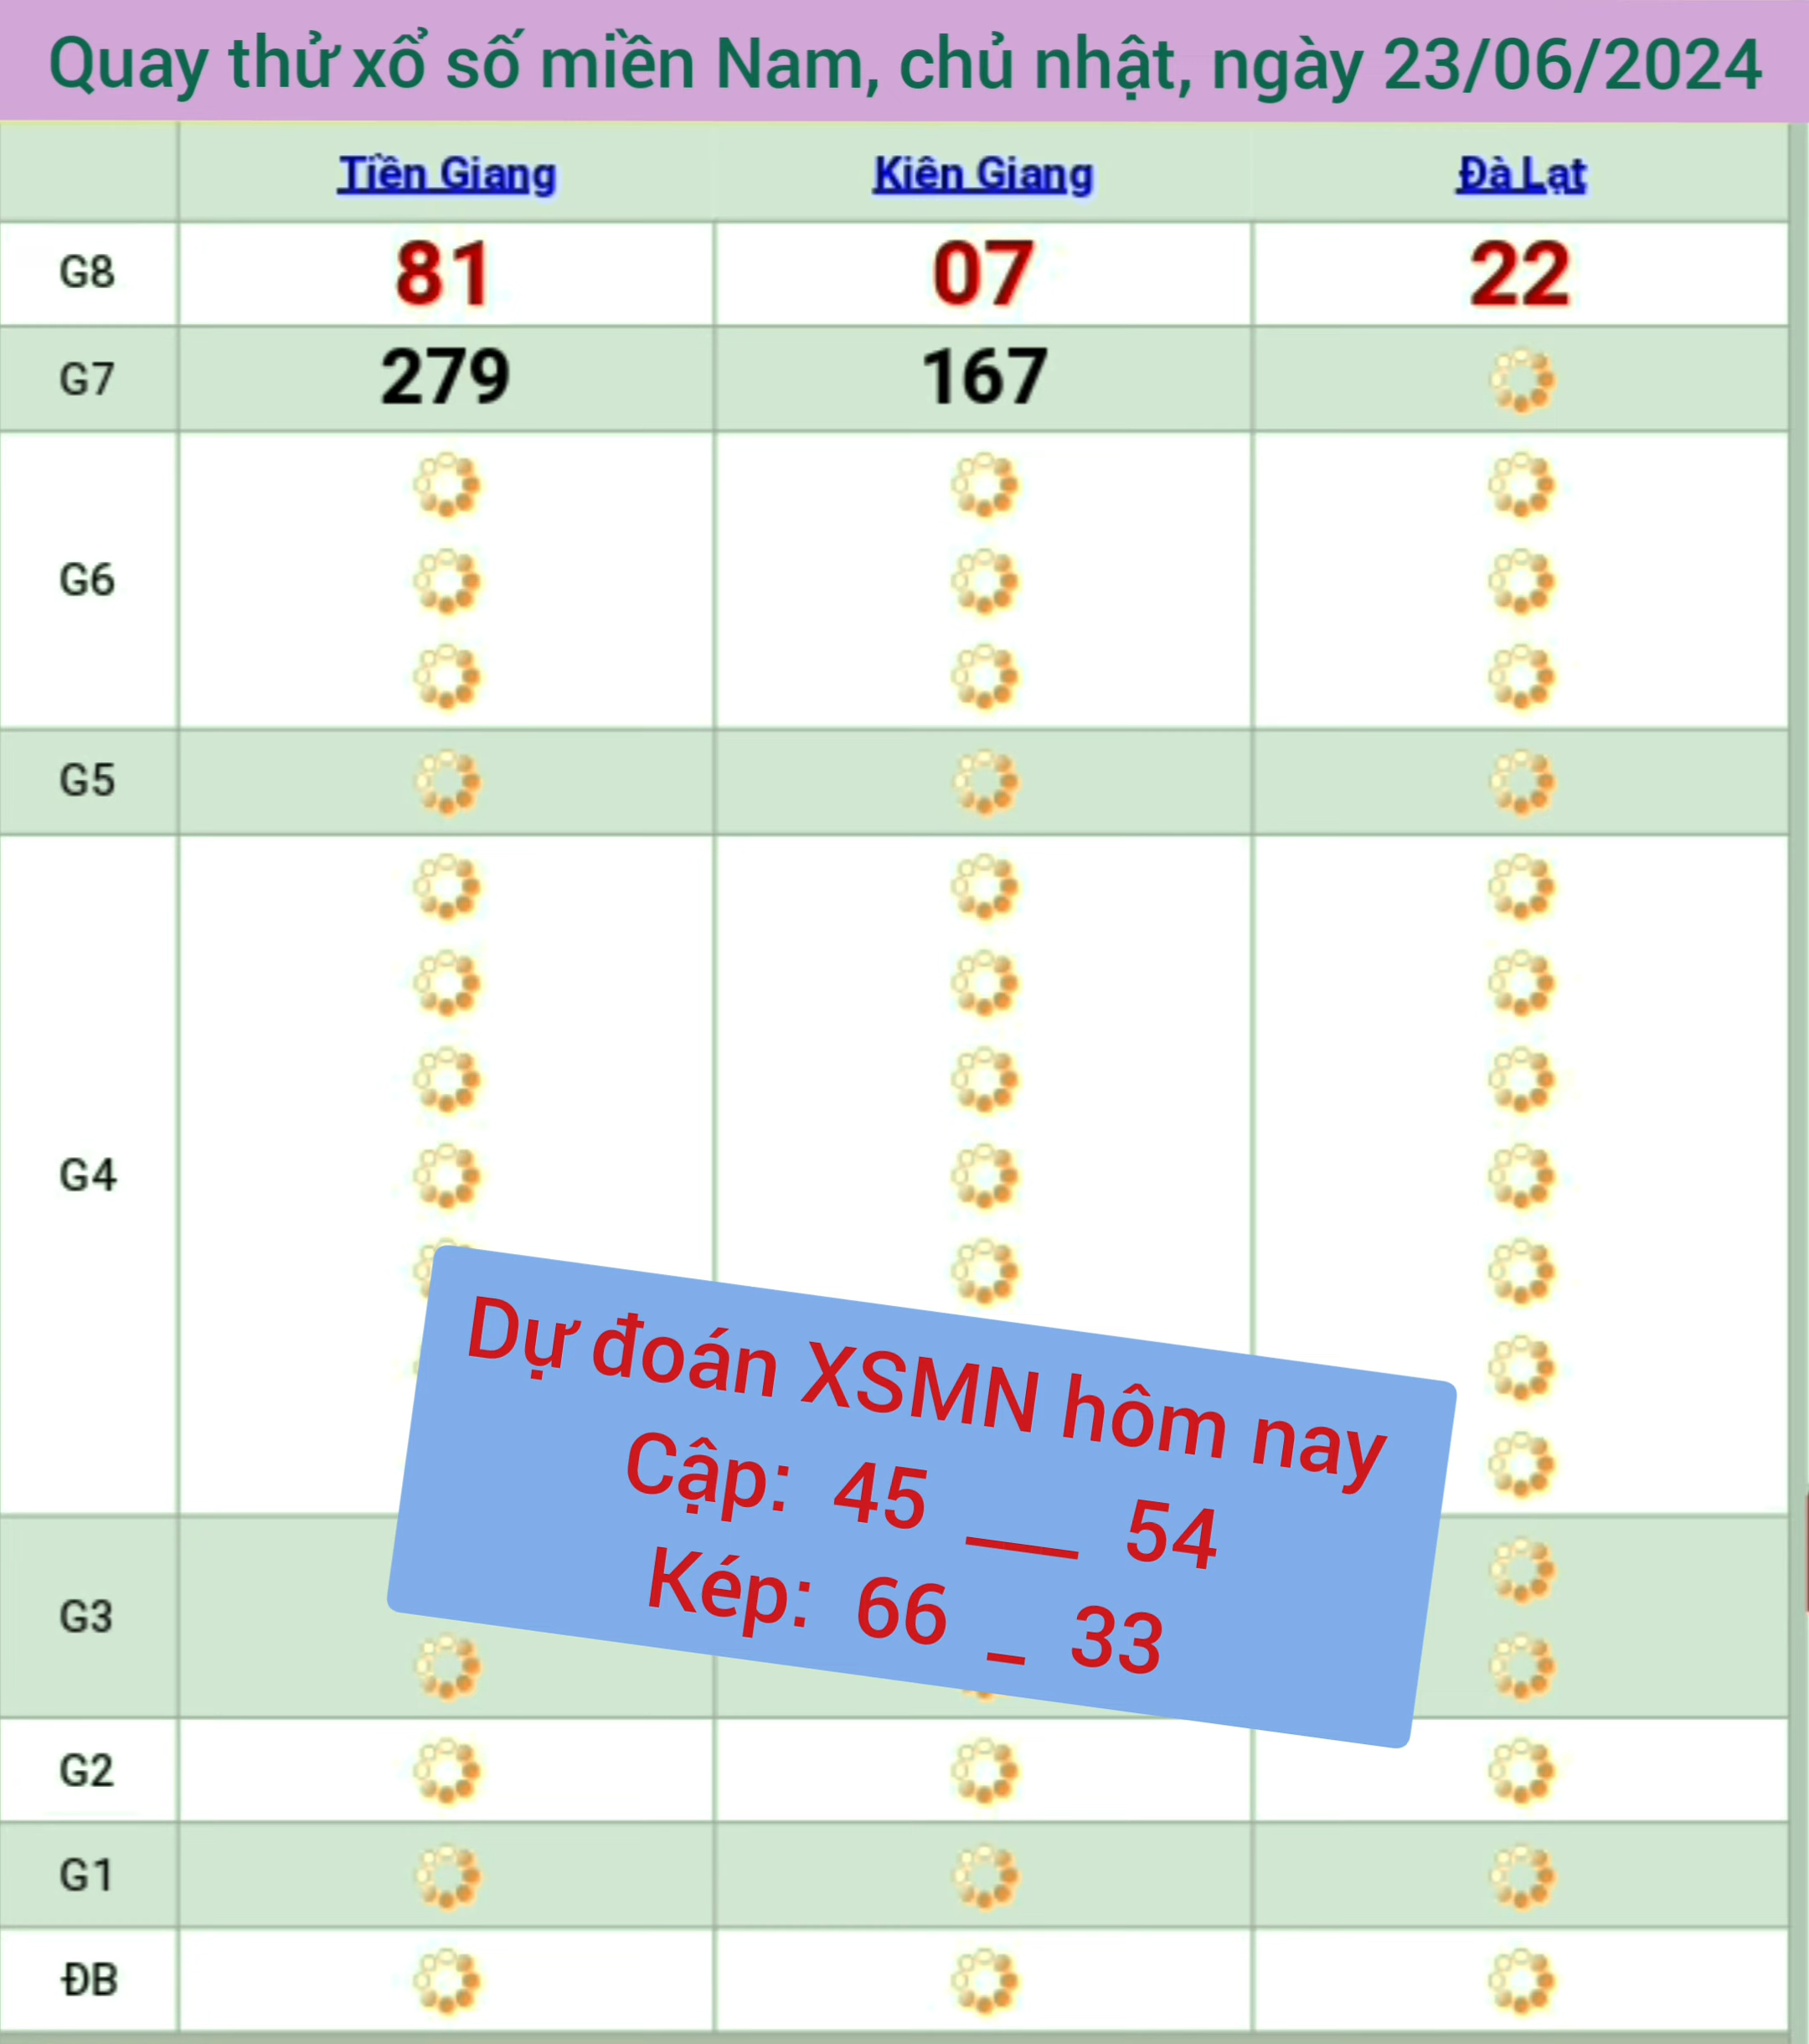 Quay thử xổ số miền Nam, chủ nhật, ngày 23/06/2024
Tiền Giang Kiên Giang Đà Lạt
G8 81 07 22
G7 279 167
G6
G5
G4
Dự đoán XSMN hôm nay
Cập: 45 ___ 54
Kép: 66 _ 33
G3
G2
G1
ĐB